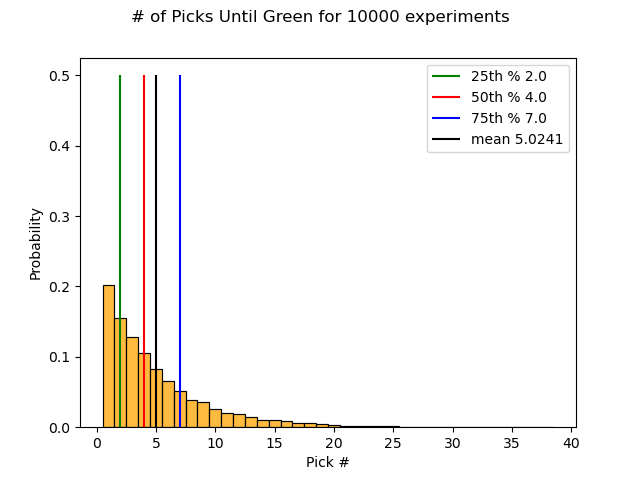 # of Picks Until Green for 10000 experiments
25th % 2.0
50th % 4.0
75th % 7.0
mean 5.0241
Probability
0.5
0.4
0.3
0.2
0.1
0.0
0 5 10 15 20 25 30 35 40
Pick #